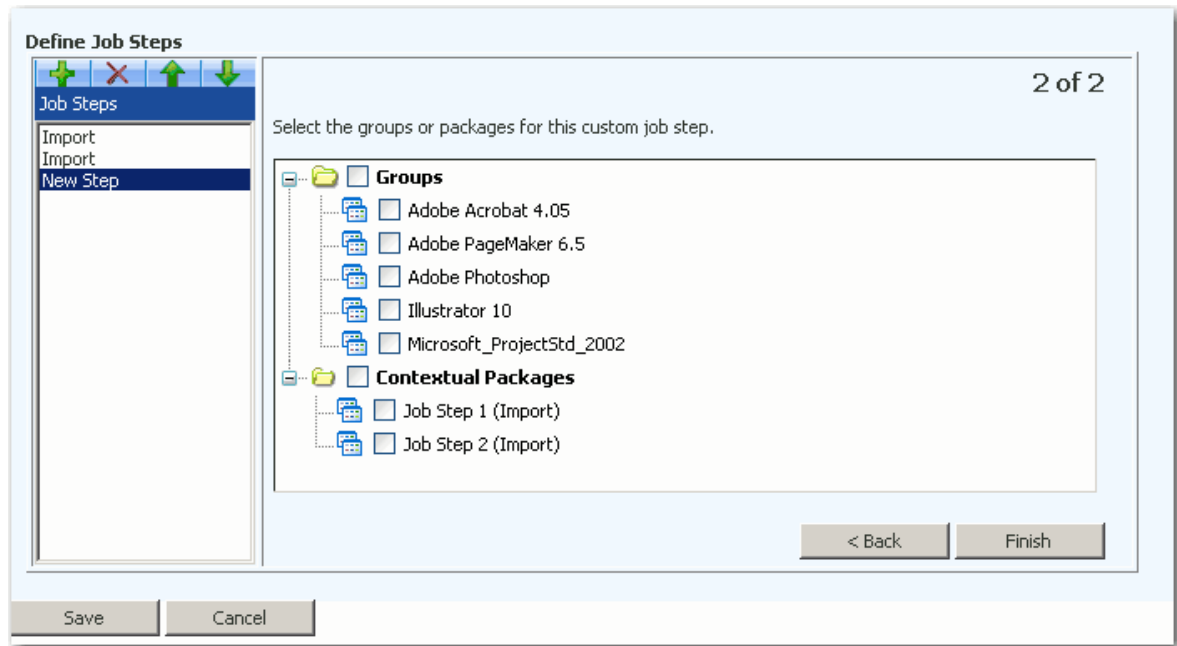 Define Job Steps
Job Steps
Import
Import
New Step
2 of 2
Select the groups or packages for this custom job step.
Groups
Adobe Acrobat 4.05
Adobe PageMaker 6.5
Adobe Photoshop
Illustrator 10
Microsoft_ProjectStd_2002
Contextual Packages
Job Step 1 (Import)
Job Step 2 (Import)
< Back
Finish
Save
Cancel